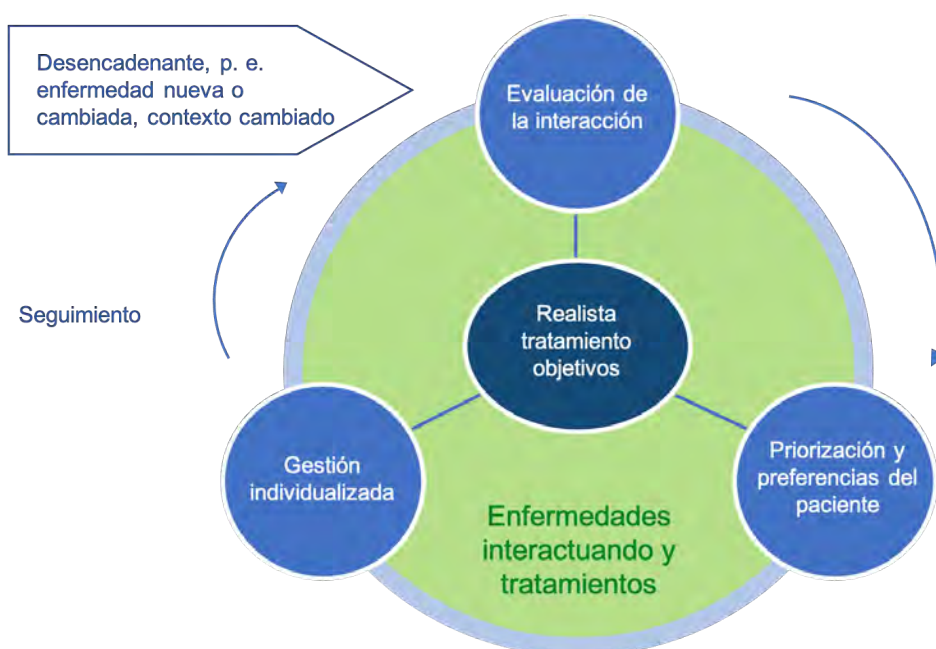 Desencadenante, p. e.
enfermedad nueva o
cambiada, contexto cambiado
Evaluación de
la interacción
Seguimiento
Realista
tratamiento
objetivos
Gestión
individualizada
Priorización y
preferencias del
paciente
Enfermedades
interactuando y
tratamientos